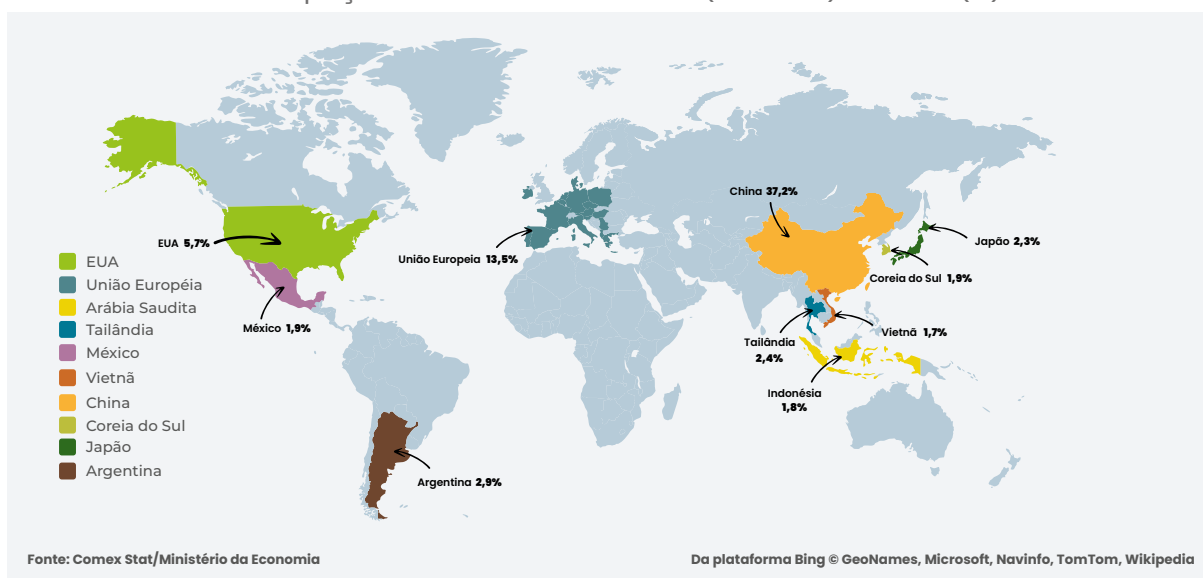 China 37,2%
EUA 5,7%
União Europeia 13,5%
Japão 2,3%
Coreia do Sul 1,9%
México 1,9%
Vietnã 1,7%
Tailândia
2,4%
Indonésia
1,8%
Argentina 2,9%
EUA
União Européia
Arábia Saudita
Tailândia
México
Vietnã
China
Coreia do Sul
Japão
Argentina
Fonte: Comex Stat/Ministério da Economia
Da plataforma Bing © GeoNames, Microsoft, Navinfo, TomTom, Wikipedia